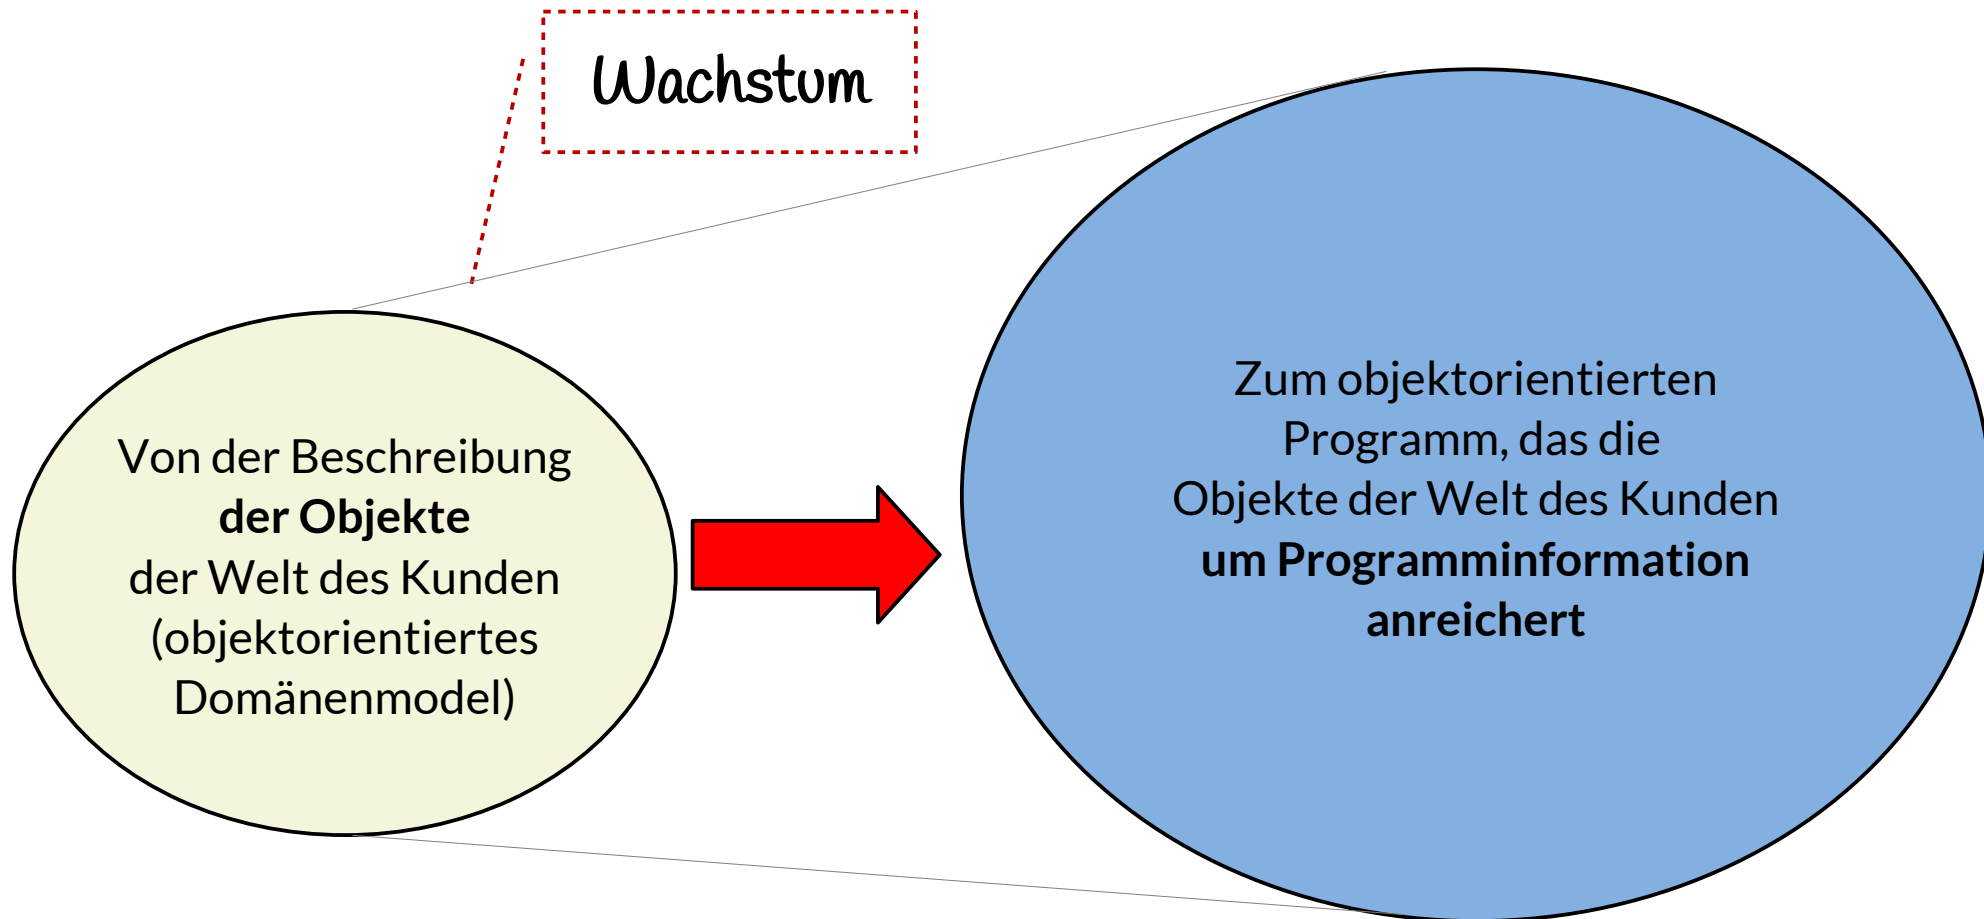 Wachstum
Von der Beschreibung
der Objekte
der Welt des Kunden
(objektorientiertes
Domänenmodel)
Zum objektorientierten
Programm, das die
Objekte der Welt des Kunden
um Programminformation
anreichert